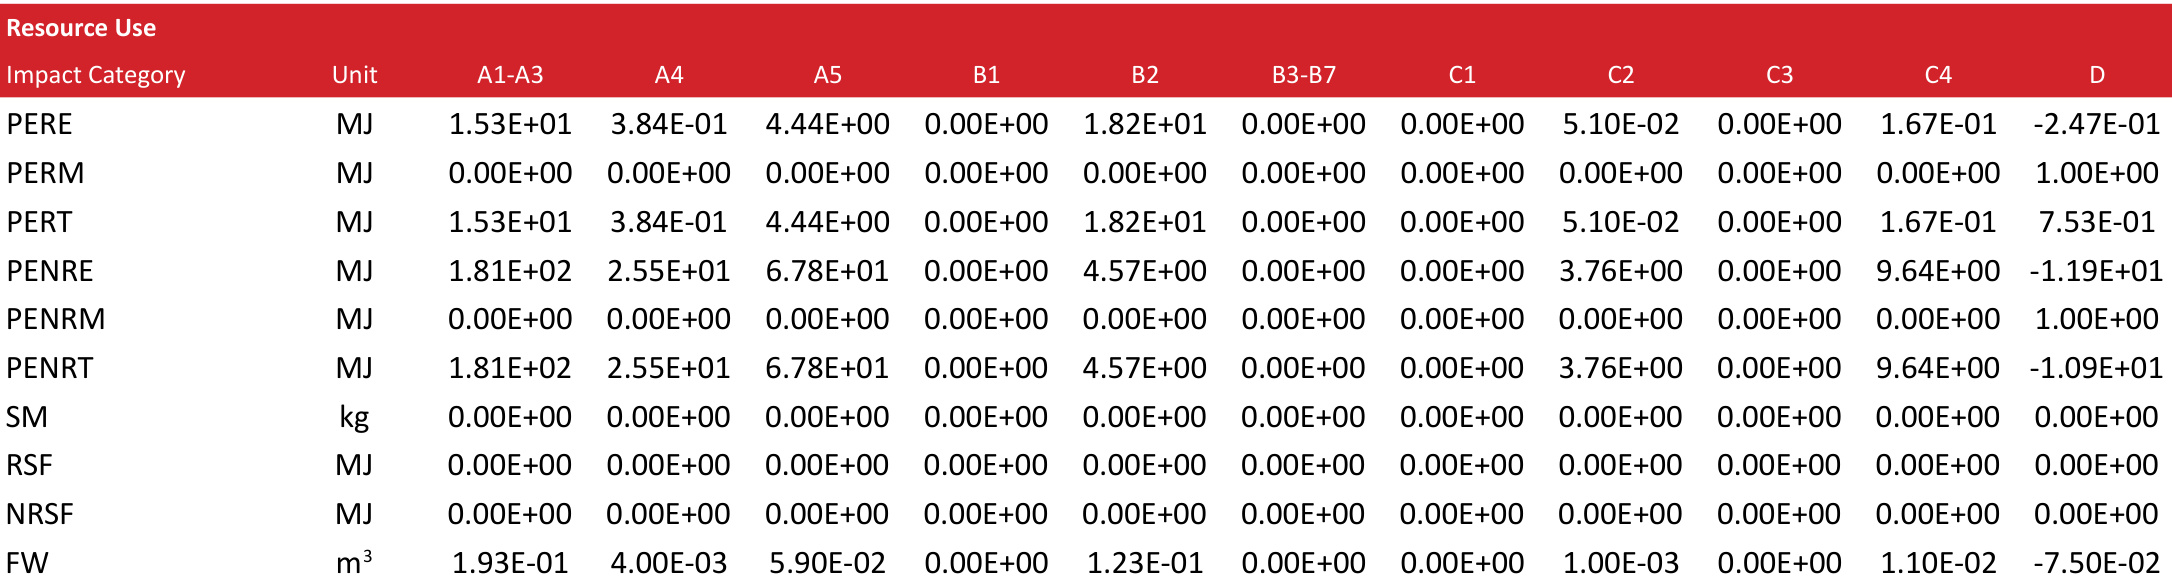 Resource Use
Impact Category Unit A1-A3 A4 A5 B1 B2 B3-B7 C1 C2 C3 C4 D
PERE MJ 1.53E+01 3.84E-01 4.44E+00 0.00E+00 1.82E+01 0.00E+00 0.00E+00 5.10E-02 0.00E+00 1.67E-01 -2.47E-01
PERM MJ 0.00E+00 0.00E+00 0.00E+00 0.00E+00 0.00E+00 0.00E+00 0.00E+00 0.00E+00 0.00E+00 0.00E+00 1.00E+00
PERT MJ 1.53E+01 3.84E-01 4.44E+00 0.00E+00 1.82E+01 0.00E+00 0.00E+00 5.10E-02 0.00E+00 1.67E-01 7.53E-01
PENRE MJ 1.81E+02 2.55E+01 6.78E+01 0.00E+00 4.57E+00 0.00E+00 0.00E+00 3.76E+00 0.00E+00 9.64E+00 -1.19E+01
PENRM MJ 0.00E+00 0.00E+00 0.00E+00 0.00E+00 0.00E+00 0.00E+00 0.00E+00 0.00E+00 0.00E+00 0.00E+00 1.00E+00
PENRT MJ 1.81E+02 2.55E+01 6.78E+01 0.00E+00 4.57E+00 0.00E+00 0.00E+00 3.76E+00 0.00E+00 9.64E+00 -1.09E+01
SM kg 0.00E+00 0.00E+00 0.00E+00 0.00E+00 0.00E+00 0.00E+00 0.00E+00 0.00E+00 0.00E+00 0.00E+00 0.00E+00
RSF MJ 0.00E+00 0.00E+00 0.00E+00 0.00E+00 0.00E+00 0.00E+00 0.00E+00 0.00E+00 0.00E+00 0.00E+00 0.00E+00
NRSF MJ 0.00E+00 0.00E+00 0.00E+00 0.00E+00 0.00E+00 0.00E+00 0.00E+00 0.00E+00 0.00E+00 0.00E+00 0.00E+00
FW m³ 1.93E-01 4.00E-03 5.90E-02 0.00E+00 1.23E-01 0.00E+00 0.00E+00 1.00E-03 0.00E+00 1.10E-02 -7.50E-02